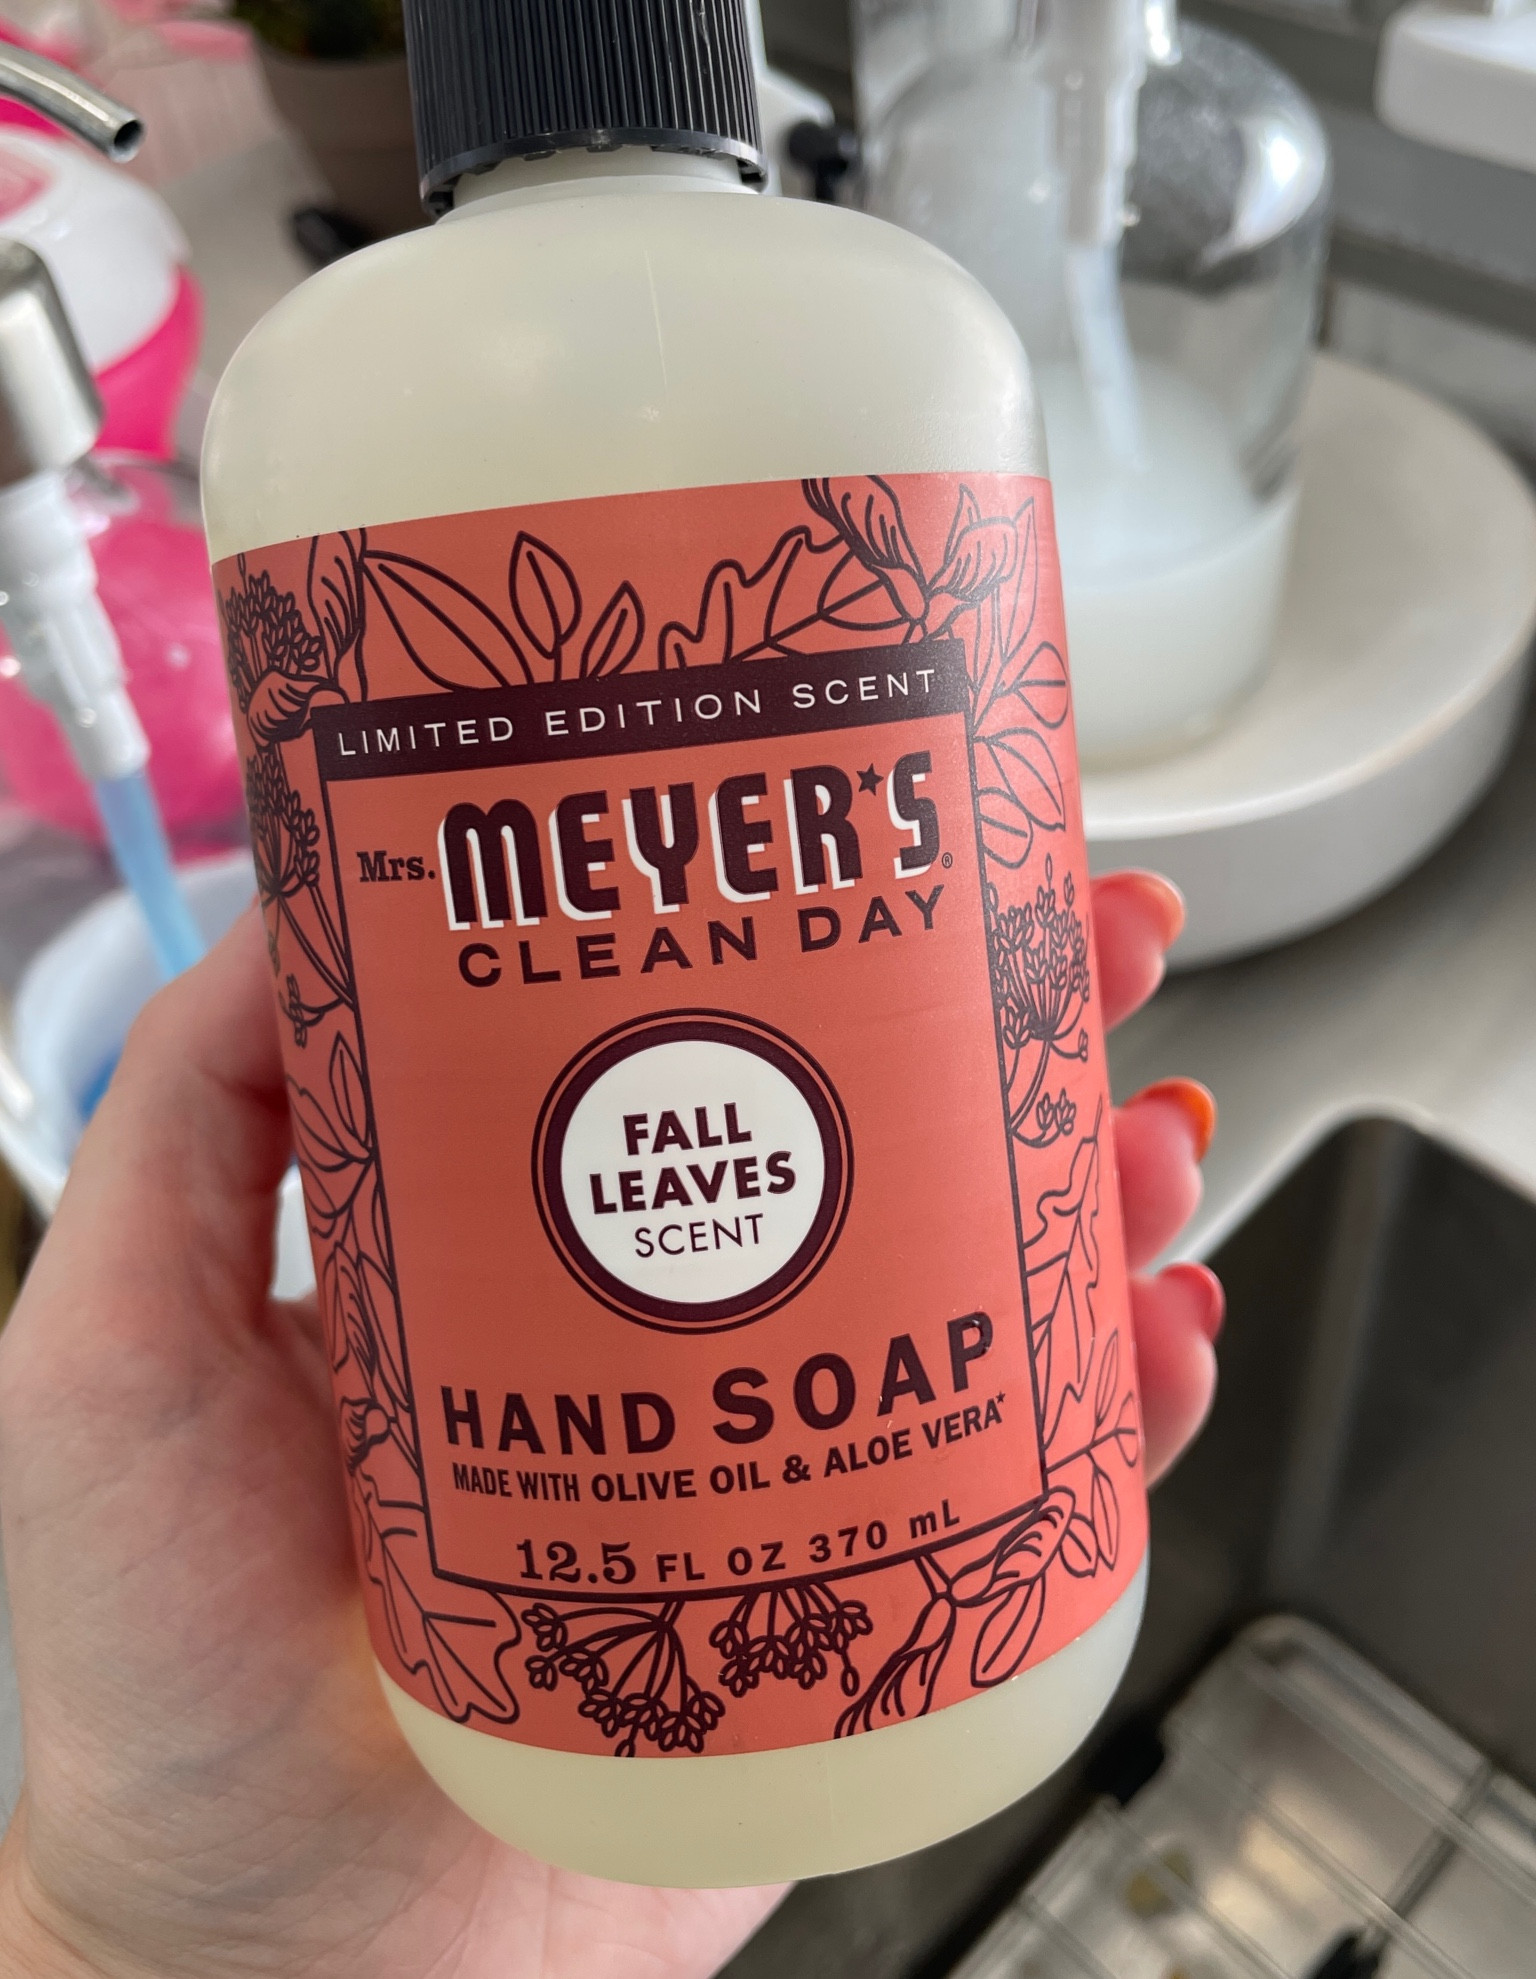 LIMITED EDITION SCENT
Mrs. MEYER'S®
CLEAN DAY
FALL
LEAVES
SCENT
HAND SOAP
MADE WITH OLIVE OIL & ALOE VERA*
12.5 FL OZ 370 mL